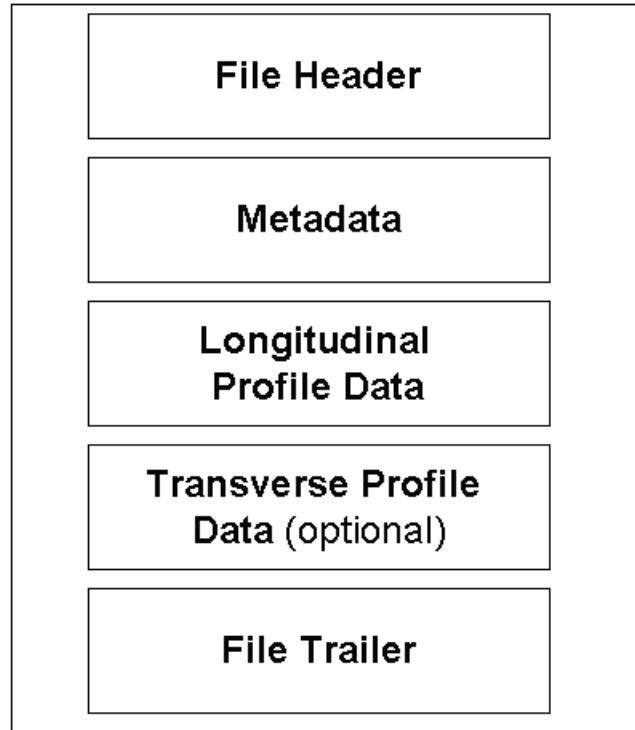 File Header
Metadata
Longitudinal
Profile Data
Transverse Profile
Data (optional)
File Trailer